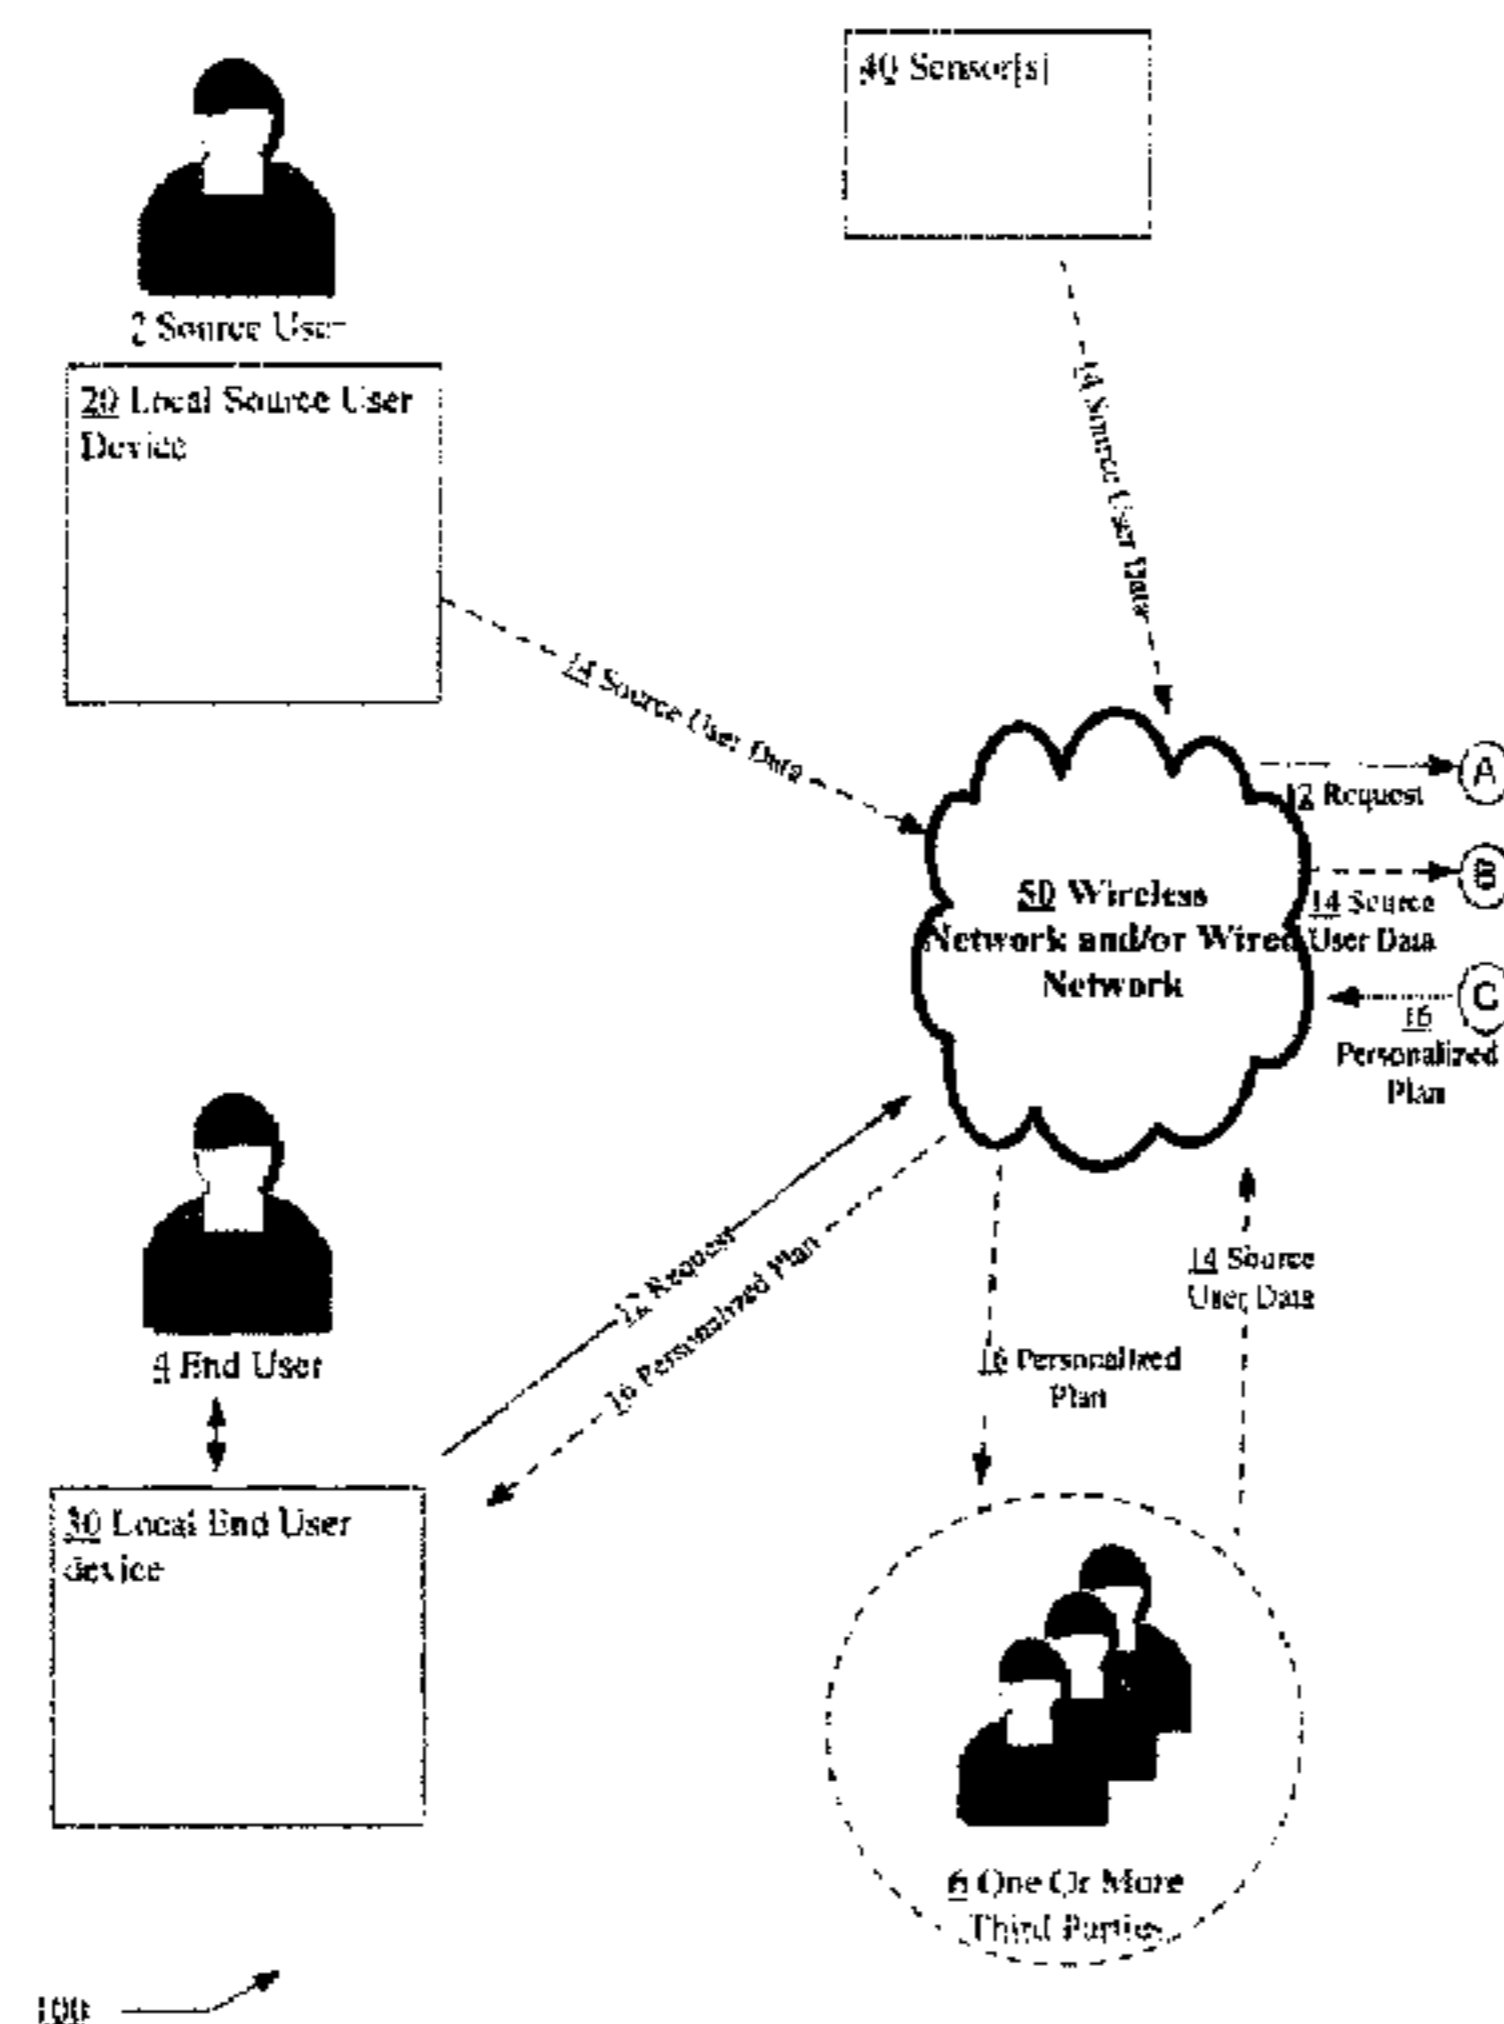 40 Sensor[s]
2 Source User
20 Local Source User
Device
14 Source User Data
14 Source User Data
A
12 Request
B
50 Wireless
Network and/or Wired
Network
14 Source
User Data
C
16
Personalized
Plan
12 Request
16 Personalized Plan
14 Source
User Data
16 Personalized
Plan
4 End User
30 Local End User
device
6 One Or More
Third Parties
100